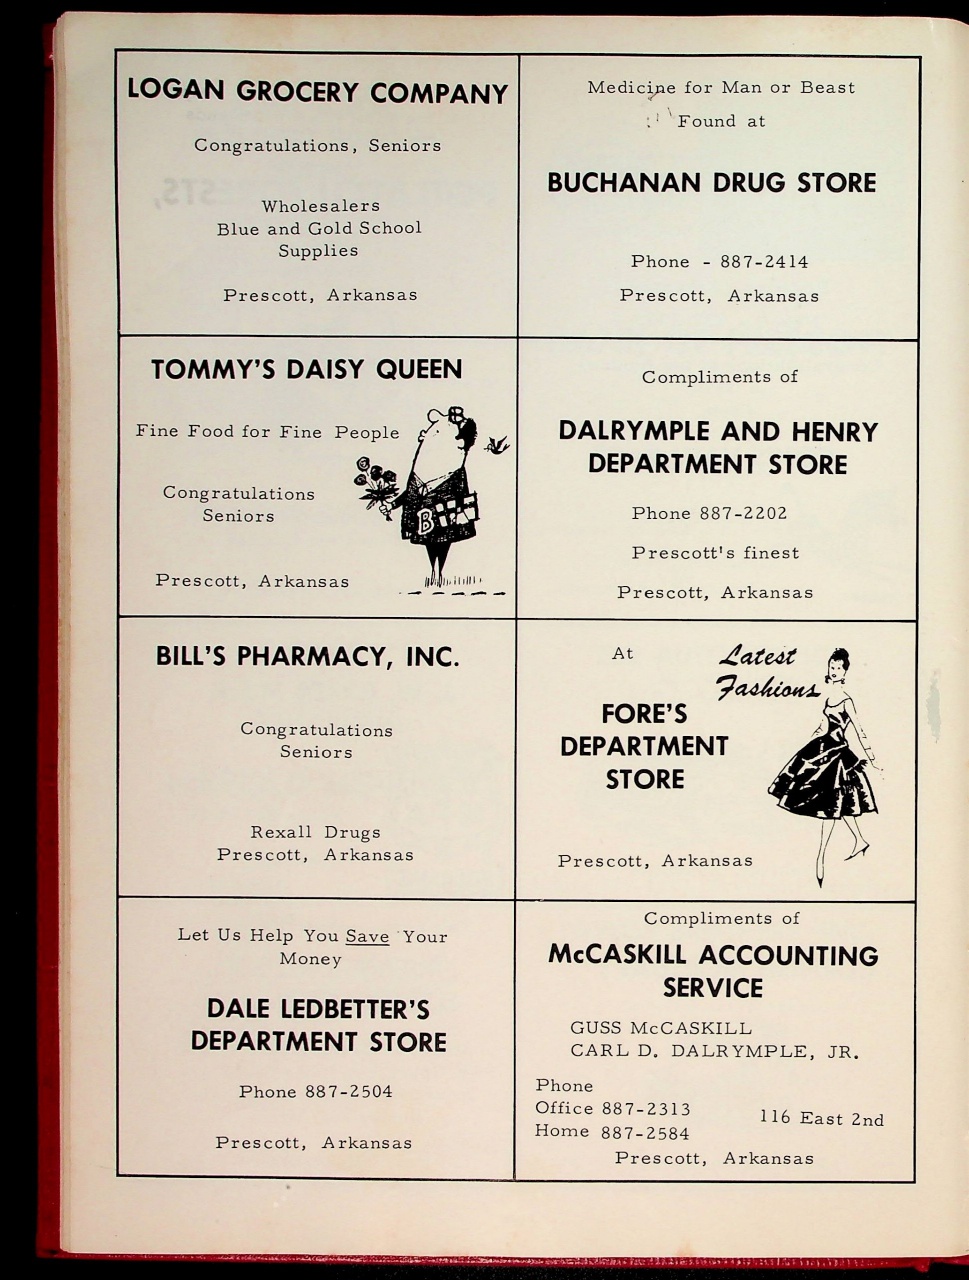 LOGAN GROCERY COMPANY
Congratulations, Seniors
Wholesalers
Blue and Gold School
Supplies
Prescott, Arkansas
Medicine for Man or Beast
Found at
BUCHANAN DRUG STORE
Phone - 887-2414
Prescott, Arkansas
TOMMY'S DAISY QUEEN
Fine Food for Fine People
Congratulations
Seniors
Prescott, Arkansas
B
B
Compliments of
DALRYMPLE AND HENRY
DEPARTMENT STORE
Phone 887-2202
Prescott's finest
Prescott, Arkansas
BILL'S PHARMACY, INC.
Congratulations
Seniors
Rexall Drugs
Prescott, Arkansas
At
Latest
Fashions
FORE'S
DEPARTMENT
STORE
Prescott, Arkansas
Let Us Help You Save Your
Money
DALE LEDBETTER'S
DEPARTMENT STORE
Phone 887-2504
Prescott, Arkansas
Compliments of
McCASKILL ACCOUNTING
SERVICE
GUSS McCASKILL
CARL D. DALRYMPLE, JR.
Phone
Office 887-2313
Home 887-2584
116 East 2nd
Prescott, Arkansas